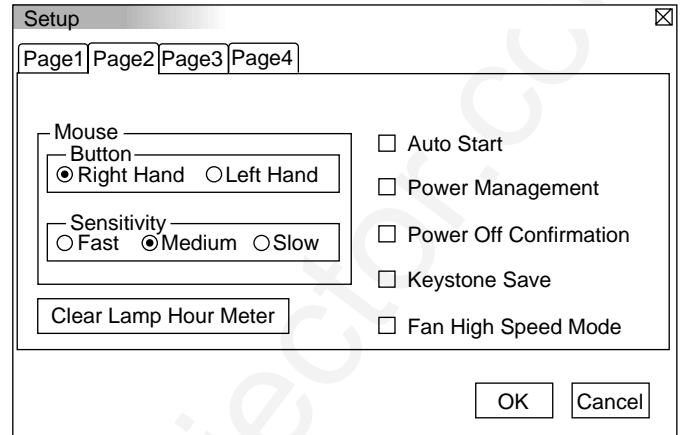 Setup
Page1 Page2 Page3 Page4
Mouse
Button
Right Hand Left Hand
Sensitivity
Fast Medium Slow
Clear Lamp Hour Meter
Auto Start
Power Management
Power Off Confirmation
Keystone Save
Fan High Speed Mode
OK Cancel